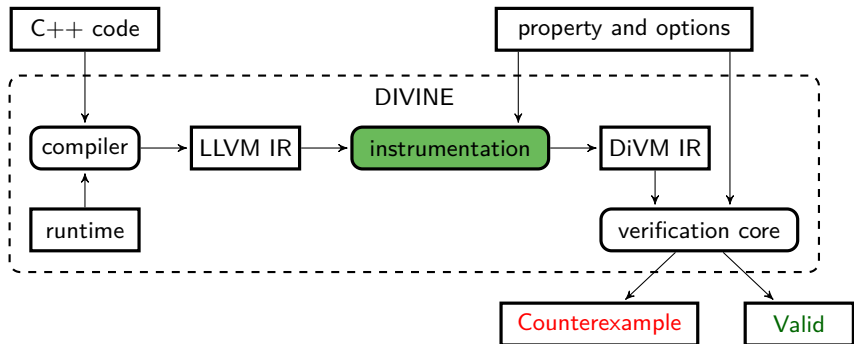 C++ code
property and options
DIVINE
compiler
LLVM IR
instrumentation
DiVM IR
runtime
verification core
Counterexample
Valid